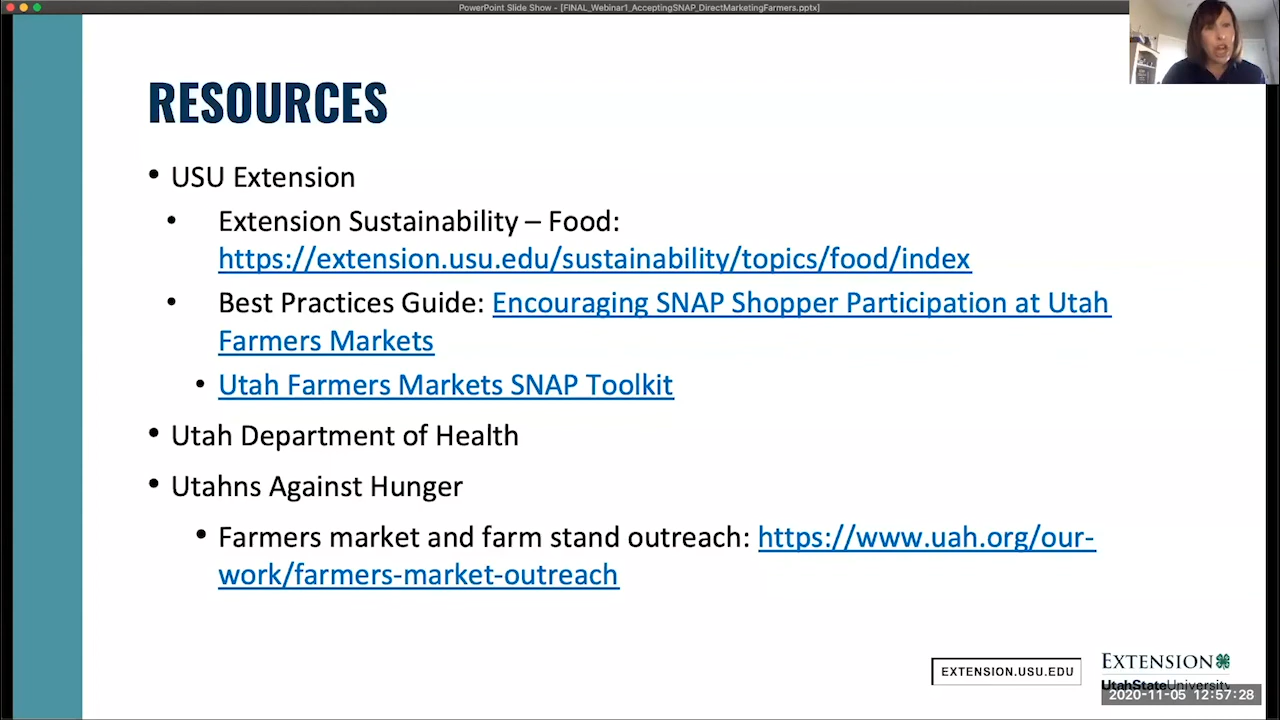 PowerPoint Slide Show - [FINAL_Webinar1_AcceptingSNAP_DirectMarketingFarmers.pptx]
RESOURCES
• USU Extension
• Extension Sustainability – Food:
https://extension.usu.edu/sustainability/topics/food/index
• Best Practices Guide: Encouraging SNAP Shopper Participation at Utah
Farmers Markets
• Utah Farmers Markets SNAP Toolkit
• Utah Department of Health
• Utahns Against Hunger
• Farmers market and farm stand outreach: https://www.uah.org/our-
work/farmers-market-outreach
EXTENSION.USU.EDU
EXTENSION
UtahStateUniversity
2020-11-05 12:57:28